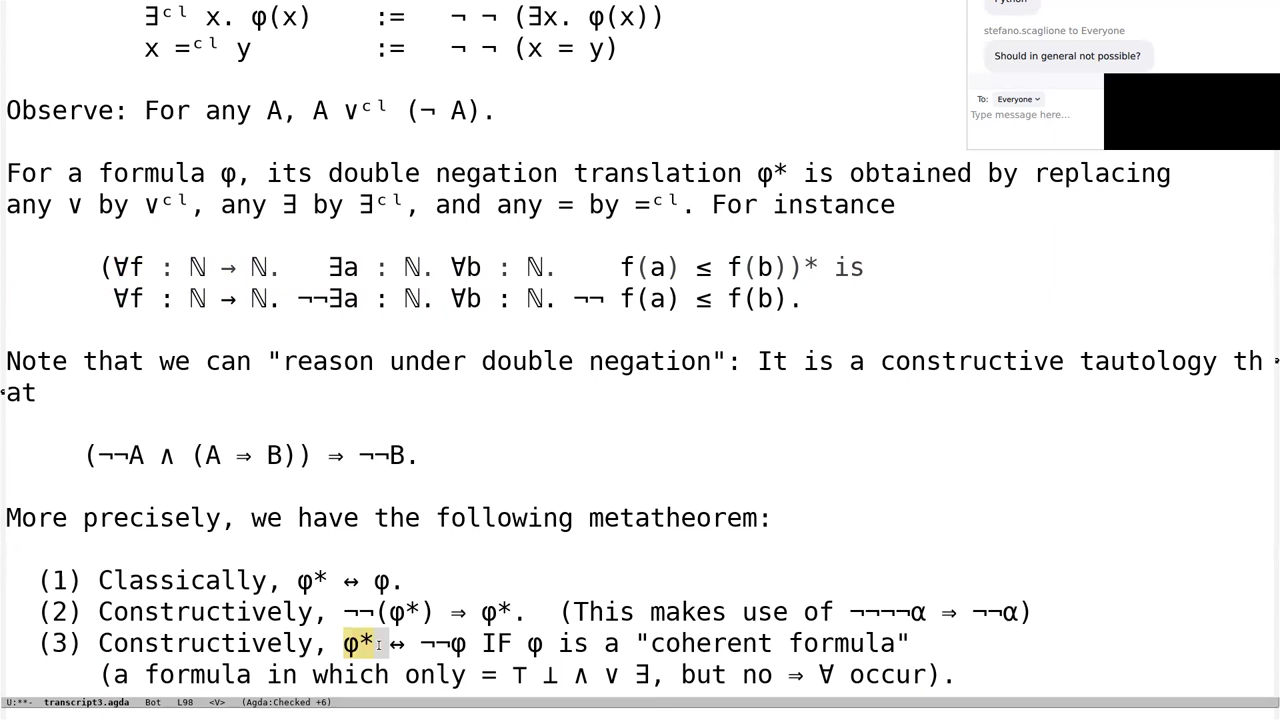 ∃ᶜˡ x. φ(x)    :=   ¬ ¬ (∃x. φ(x))
x =ᶜˡ y        :=   ¬ ¬ (x = y)
Observe: For any A, A ∨ᶜˡ (¬ A).
For a formula φ, its double negation translation φ* is obtained by replacing
any ∨ by ∨ᶜˡ, any ∃ by ∃ᶜˡ, and any = by =ᶜˡ. For instance
(∀f : ℕ → ℕ.   ∃a : ℕ. ∀b : ℕ.    f(a) ≤ f(b))* is
∀f : ℕ → ℕ. ¬¬∃a : ℕ. ∀b : ℕ. ¬¬ f(a) ≤ f(b).
Note that we can "reason under double negation": It is a constructive tautology th
at
(¬¬A ∧ (A ⇒ B)) ⇒ ¬¬B.
More precisely, we have the following metatheorem:
(1) Classically, φ* ↔ φ.
(2) Constructively, ¬¬(φ*) ⇒ φ*.  (This makes use of ¬¬¬¬α ⇒ ¬¬α)
(3) Constructively, φ* ↔ ¬¬φ IF φ is a "coherent formula"
(a formula in which only = ⊤ ⊥ ∧ ∨ ∃, but no ⇒ ∀ occur).
U:**-  transcript3.agda   Bot   L98   <V>   (Agda:Checked +6)
Python
stefano.scaglione to Everyone
Should in general not possible?
To: Everyone
Type message here...